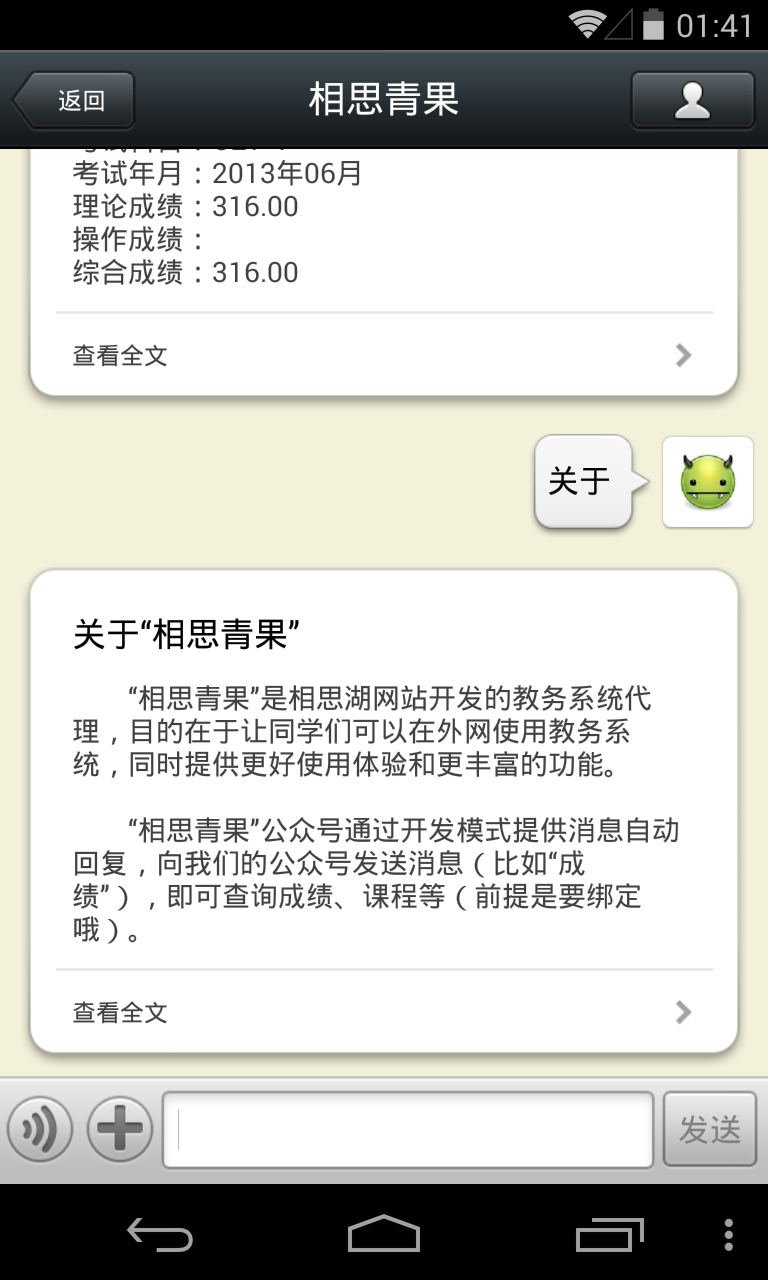 01:41
返回
相思青果
考试年月：2013年06月
理论成绩：316.00
操作成绩：
综合成绩：316.00
查看全文
关于
关于“相思青果”
“相思青果”是相思湖网站开发的教务系统代
理，目的在于让同学们可以在外网使用教务系
统，同时提供更好使用体验和更丰富的功能。
“相思青果”公众号通过开发模式提供消息自动
回复，向我们的公众号发送消息（比如“成
绩”），即可查询成绩、课程等（前提是要绑定
哦）。
查看全文
发送